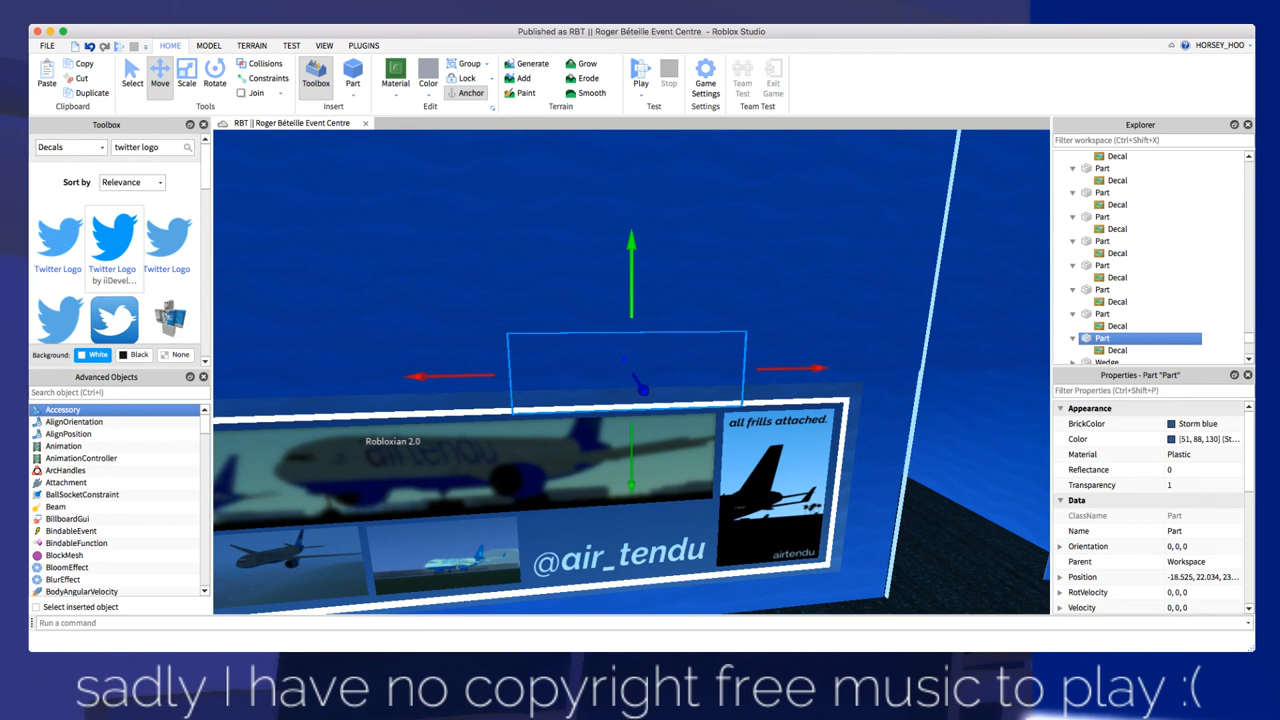 Published as RBT || Roger Béteille Event Centre - Roblox Studio
FILE HOME MODEL TERRAIN TEST VIEW PLUGINS HORSEY_HOO
Paste Copy Cut Duplicate Clipboard
Select Move Scale Rotate Collisions Constraints Join Tools
Toolbox Part Insert
Material Color Group Lock Anchor Edit
Generate Add Paint Grow Erode Smooth Terrain
Play Stop Test
Game Settings Settings
Team Test Exit Game Team Test
Toolbox
Decals twitter logo
Sort by Relevance
Twitter Logo Twitter Logo Twitter Logo
by iiDevel...
Background: White Black None
Advanced Objects
Search object (Ctrl+I)
Accessory
AlignOrientation
AlignPosition
Animation
AnimationController
ArcHandles
Attachment
BallSocketConstraint
Beam
BillboardGui
BindableEvent
BindableFunction
BlockMesh
BloomEffect
BlurEffect
BodyAngularVelocity
Select inserted object
Run a command
RBT || Roger Béteille Event Centre
Robloxian 2.0
airtendu
all frills attached.
@air_tendu
airtendu
Explorer
Filter workspace (Ctrl+Shift+X)
Decal
Part
Decal
Part
Decal
Part
Decal
Part
Decal
Part
Decal
Part
Decal
Part
Decal
Part
Decal
Wedge
Properties - Part "Part"
Filter Properties (Ctrl+Shift+P)
Appearance
BrickColor Storm blue
Color [51, 88, 130] (St...
Material Plastic
Reflectance 0
Transparency 1
Data
ClassName Part
Name Part
Orientation 0, 0, 0
Parent Workspace
Position -18.525, 22.034, 23...
RotVelocity 0, 0, 0
Velocity 0, 0, 0
sadly I have no copyright free music to play :(